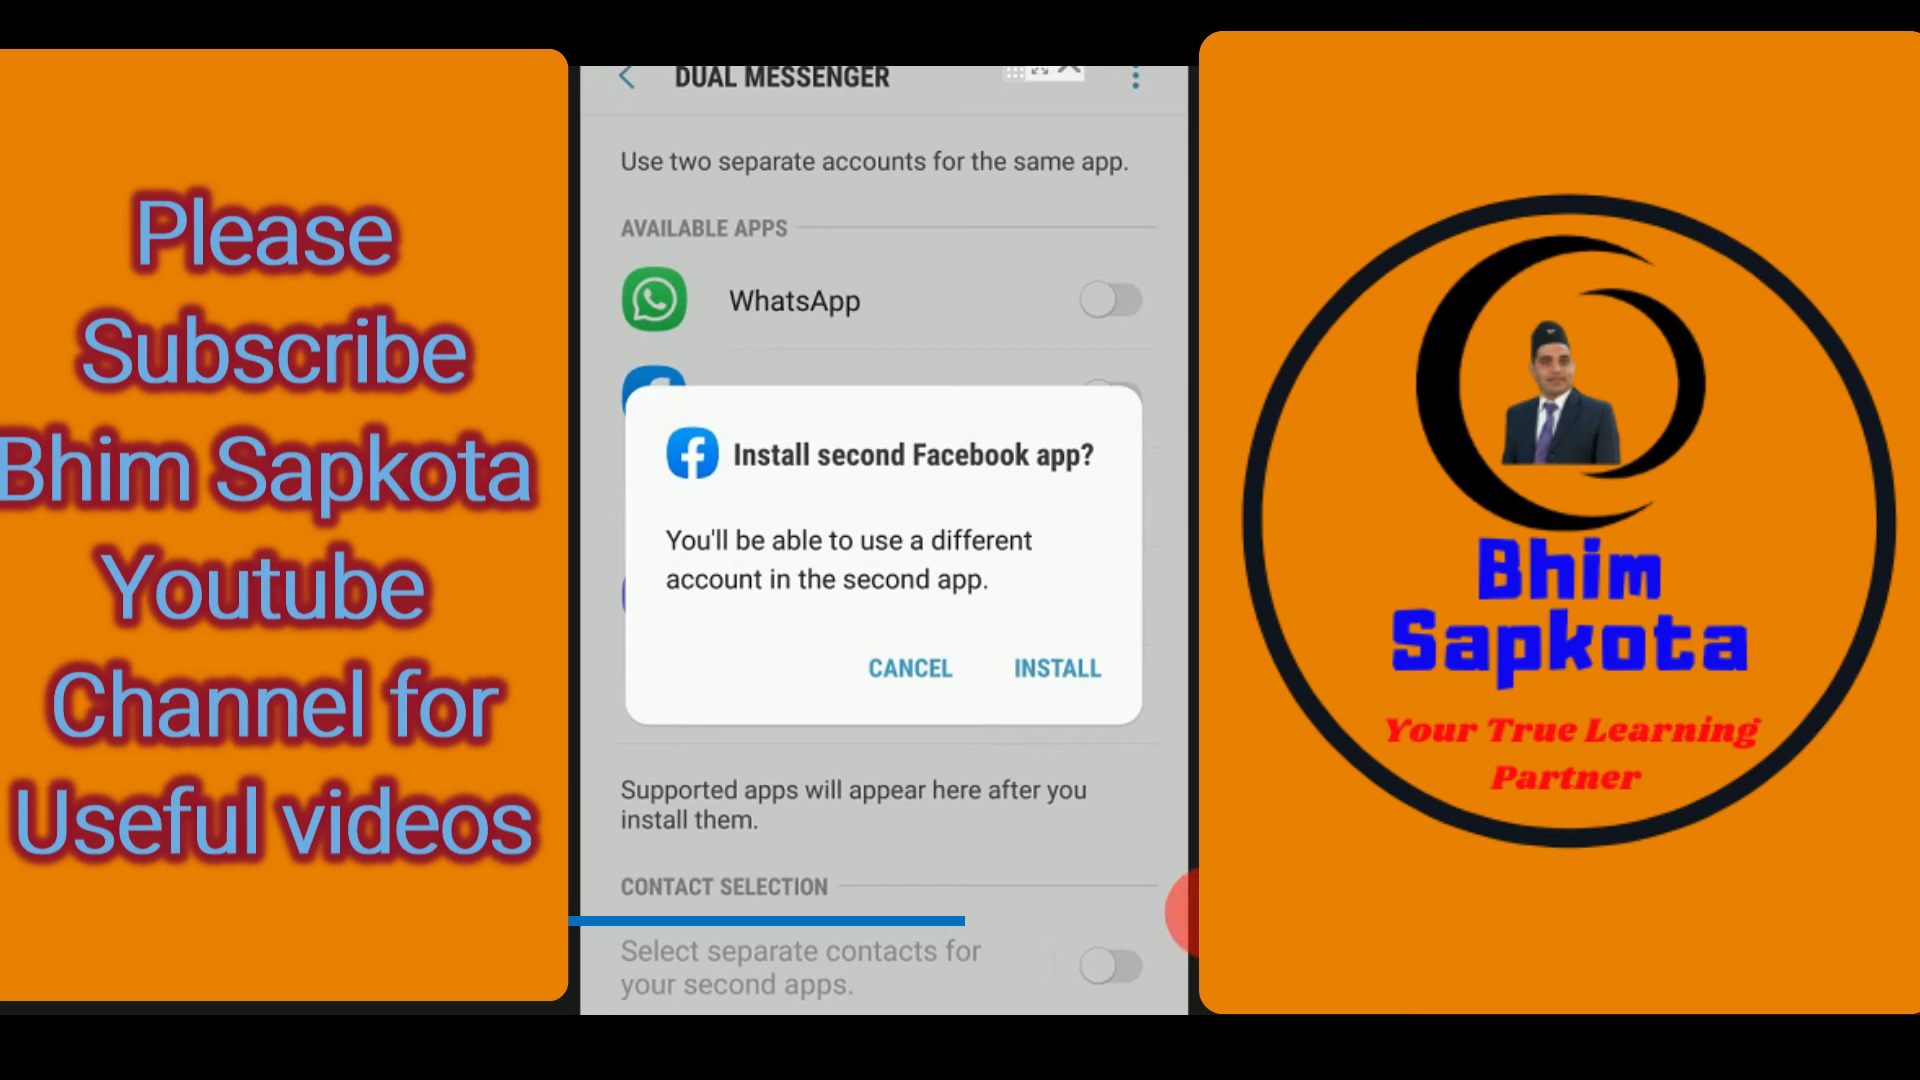 Please
Subscribe
Bhim Sapkota
Youtube
Channel for
Useful videos
DUAL MESSENGER
Use two separate accounts for the same app.
AVAILABLE APPS
WhatsApp
Install second Facebook app?
You'll be able to use a different
account in the second app.
CANCEL INSTALL
Supported apps will appear here after you
install them.
CONTACT SELECTION
Select separate contacts for
your second apps.
Bhim
Sapkota
Your True Learning
Partner